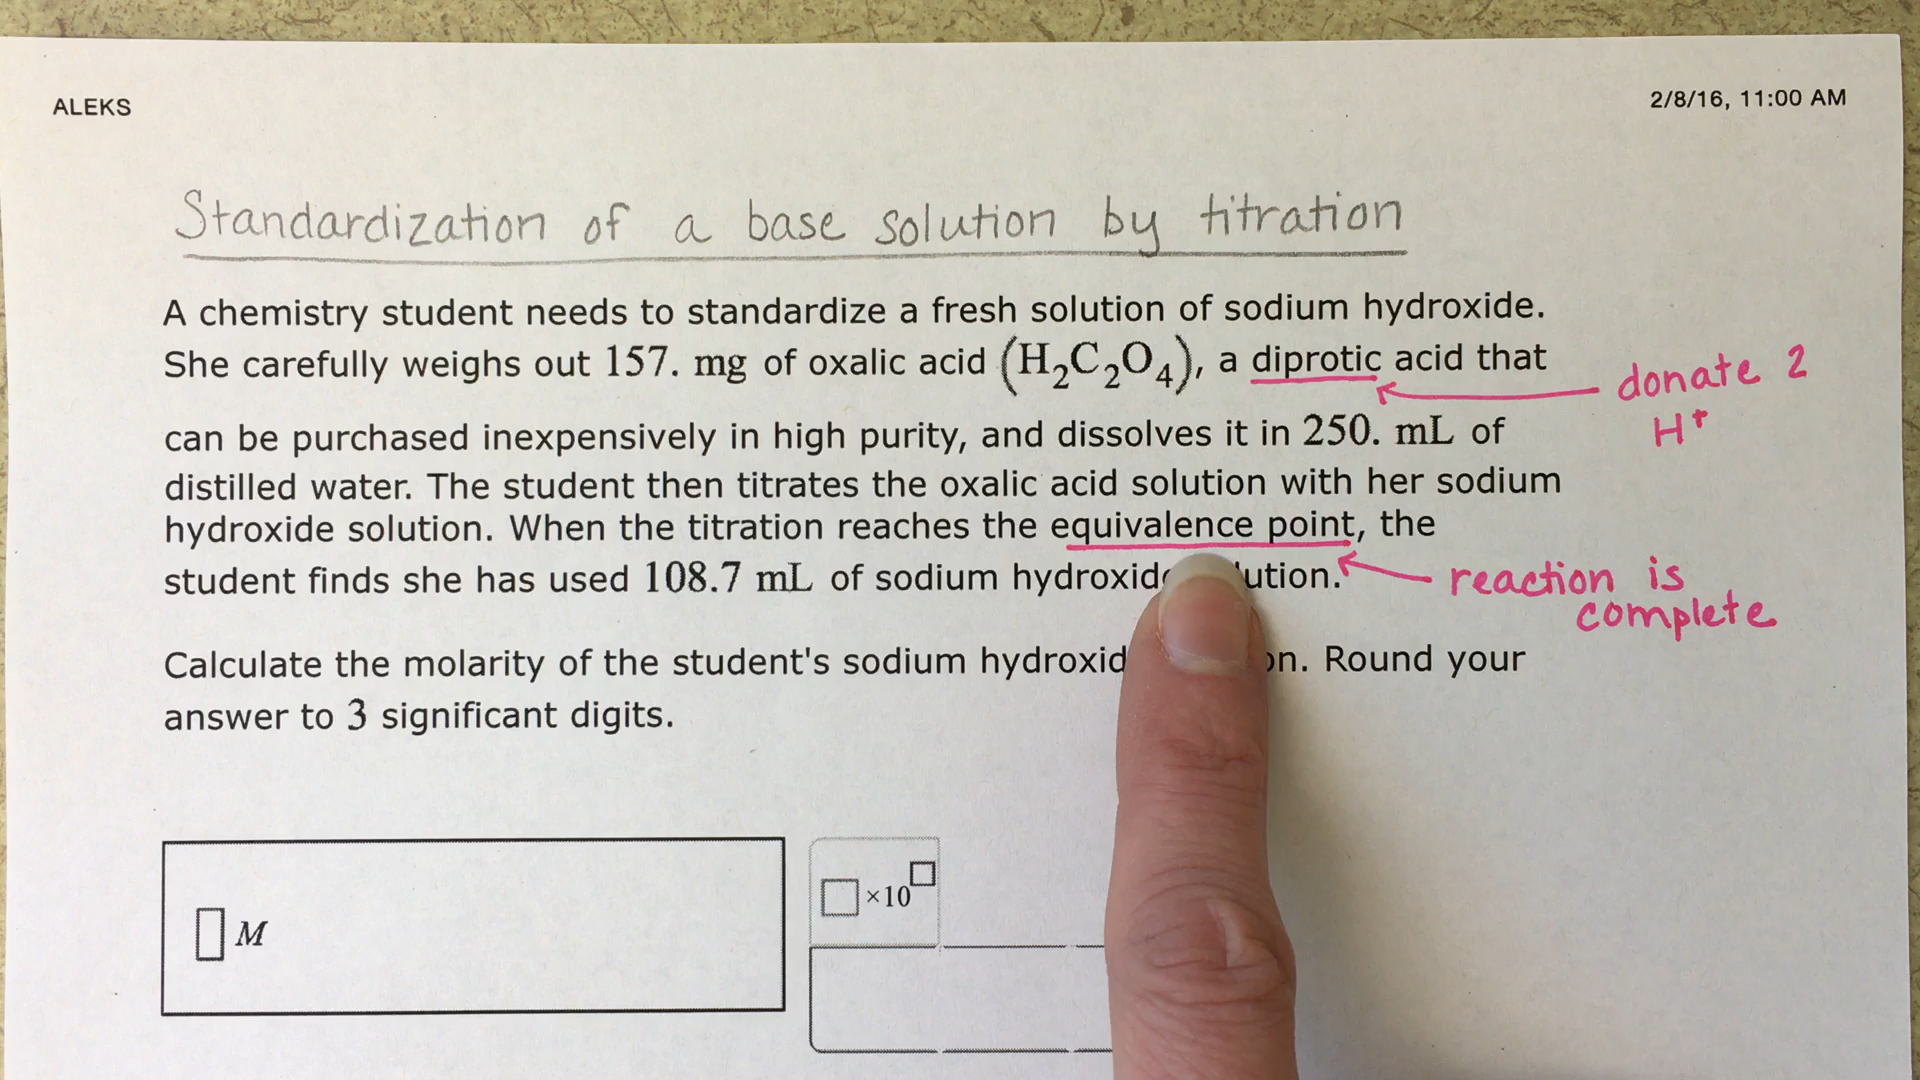 ALEKS
2/8/16, 11:00 AM
Standardization of a base solution by titration
A chemistry student needs to standardize a fresh solution of sodium hydroxide.
She carefully weighs out 157. mg of oxalic acid (H₂C₂O₄), a diprotic acid that
donate 2
H⁺
can be purchased inexpensively in high purity, and dissolves it in 250. mL of
distilled water. The student then titrates the oxalic acid solution with her sodium
hydroxide solution. When the titration reaches the equivalence point, the
student finds she has used 108.7 mL of sodium hydroxid ution.
reaction is
complete
Calculate the molarity of the student's sodium hydroxid on. Round your
answer to 3 significant digits.
M
×10